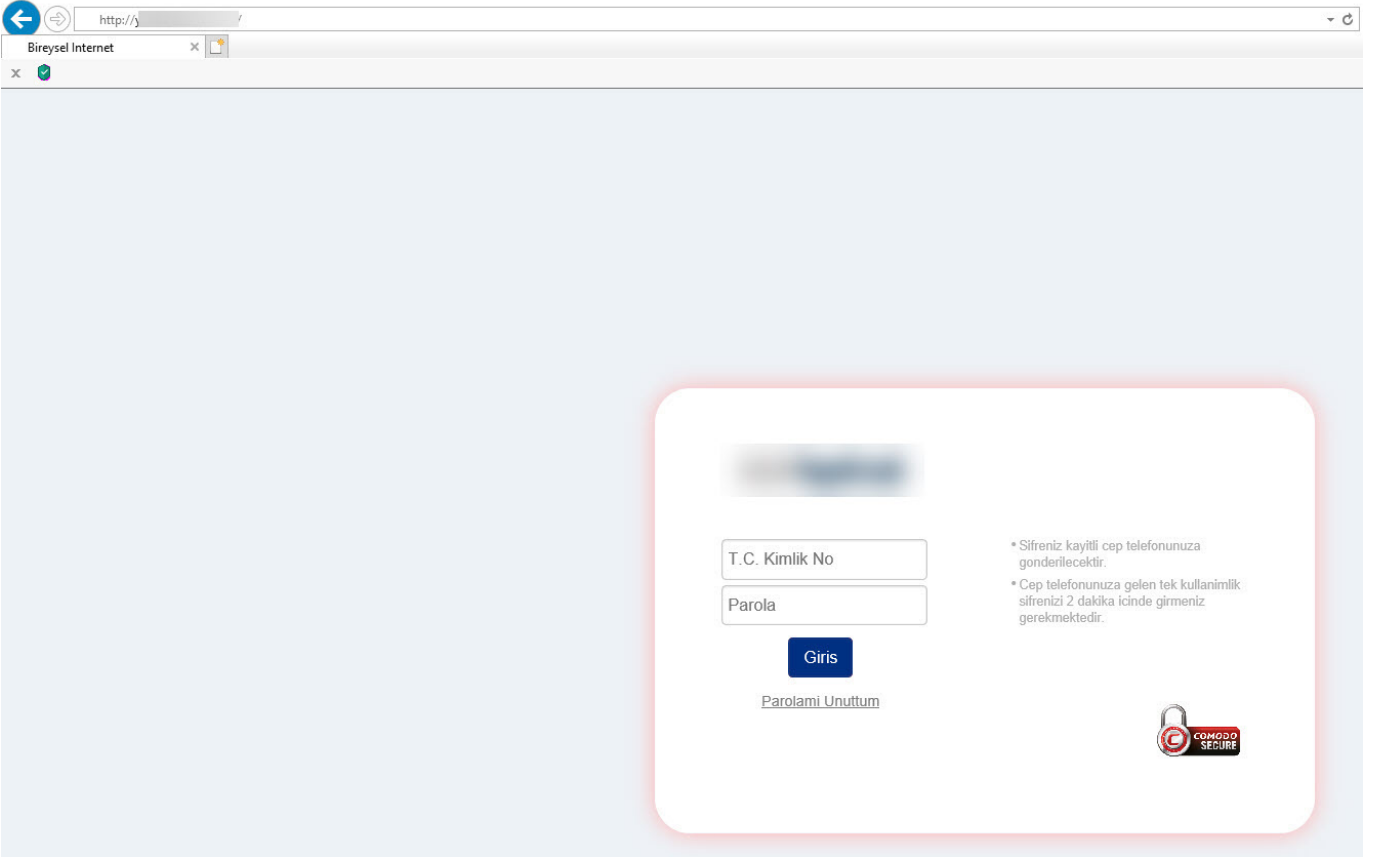 http://y /
Bireysel Internet
T.C. Kimlik No
Parola
Giris
Parolami Unuttum
• Sifreniz kayitli cep telefonunuza
gonderilecektir.
• Cep telefonunuza gelen tek kullanimlik
sifrenizi 2 dakika icinde girmeniz
gerekmektedir.
COMODO
SECURE